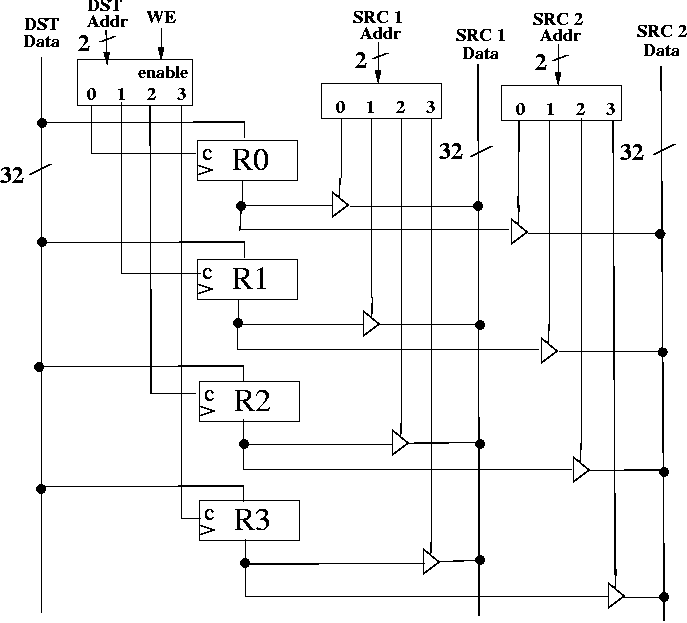 DST
Data
DST
Addr
WE
SRC 1
Addr
SRC 1
Data
SRC 2
Addr
SRC 2
Data
2
enable
0 1 2 3
2
0 1 2 3
2
0 1 2 3
32
32
32
C
R0
C
R1
C
R2
C
R3